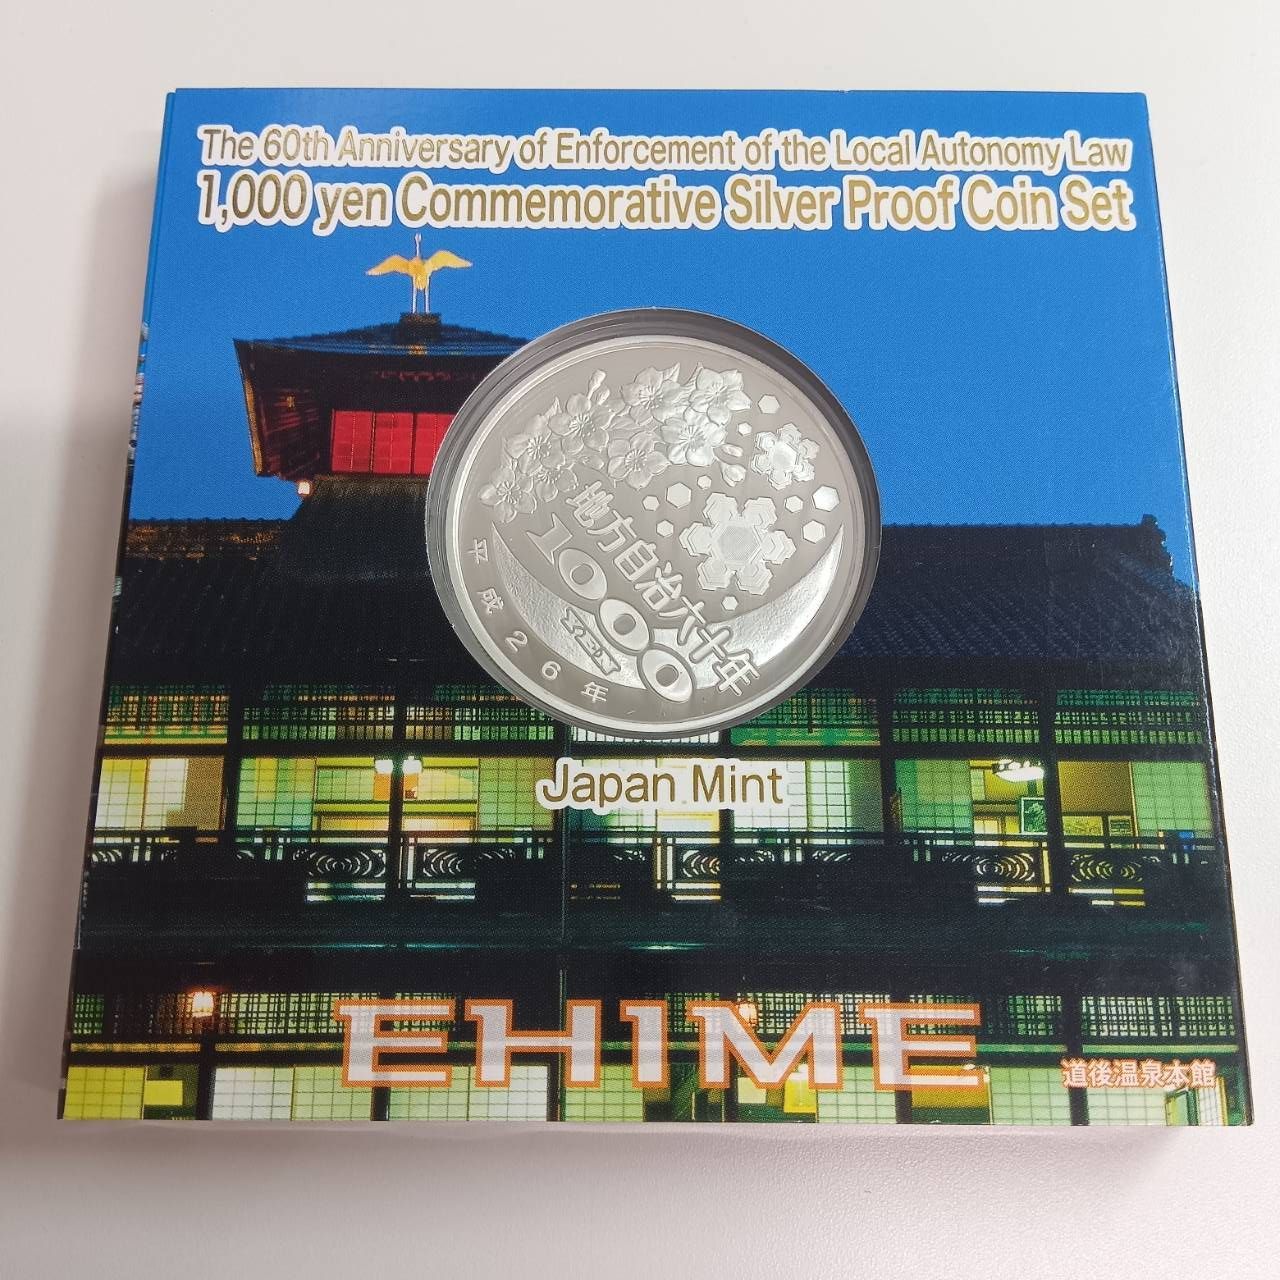 The 60th Anniversary of Enforcement of the Local Autonomy Law
1,000 yen Commemorative Silver Proof Coin Set
地方自治六十年
1000
YEN
平成26年
Japan Mint
EHIME
道後温泉本館